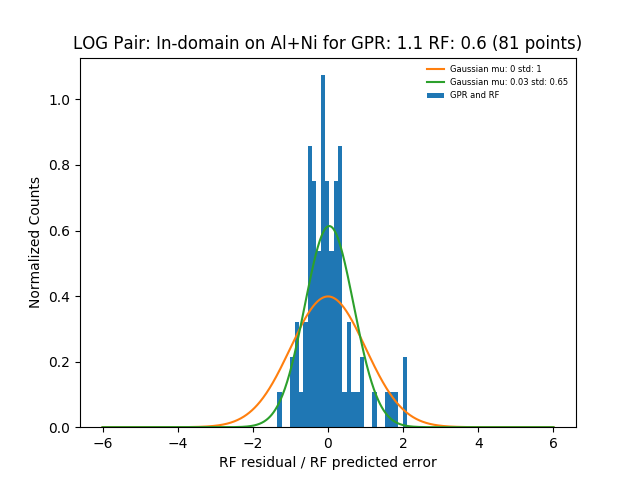 LOG Pair: In-domain on Al+Ni for GPR: 1.1 RF: 0.6 (81 points)
Gaussian mu: 0 std: 1
Gaussian mu: 0.03 std: 0.65
GPR and RF
Normalized Counts
1.0
0.8
0.6
0.4
0.2
0.0
−6 −4 −2 0 2 4 6
RF residual / RF predicted error